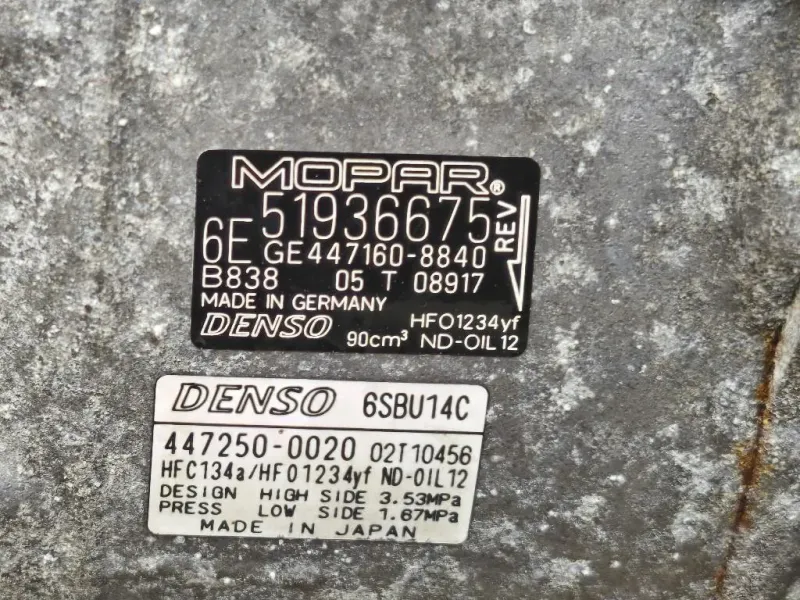 MOPAR®
51936675
6E GE447160-8840
REV
B838 05 T 08917
MADE IN GERMANY
DENSO HFO1234yf
90cm³ ND-OIL12
DENSO 6SBU14C
447250-0020 02T10456
HFC134a/HFO1234yf ND-OIL12
DESIGN HIGH SIDE 3.53MPa
PRESS LOW SIDE 1.67MPa
MADE IN JAPAN